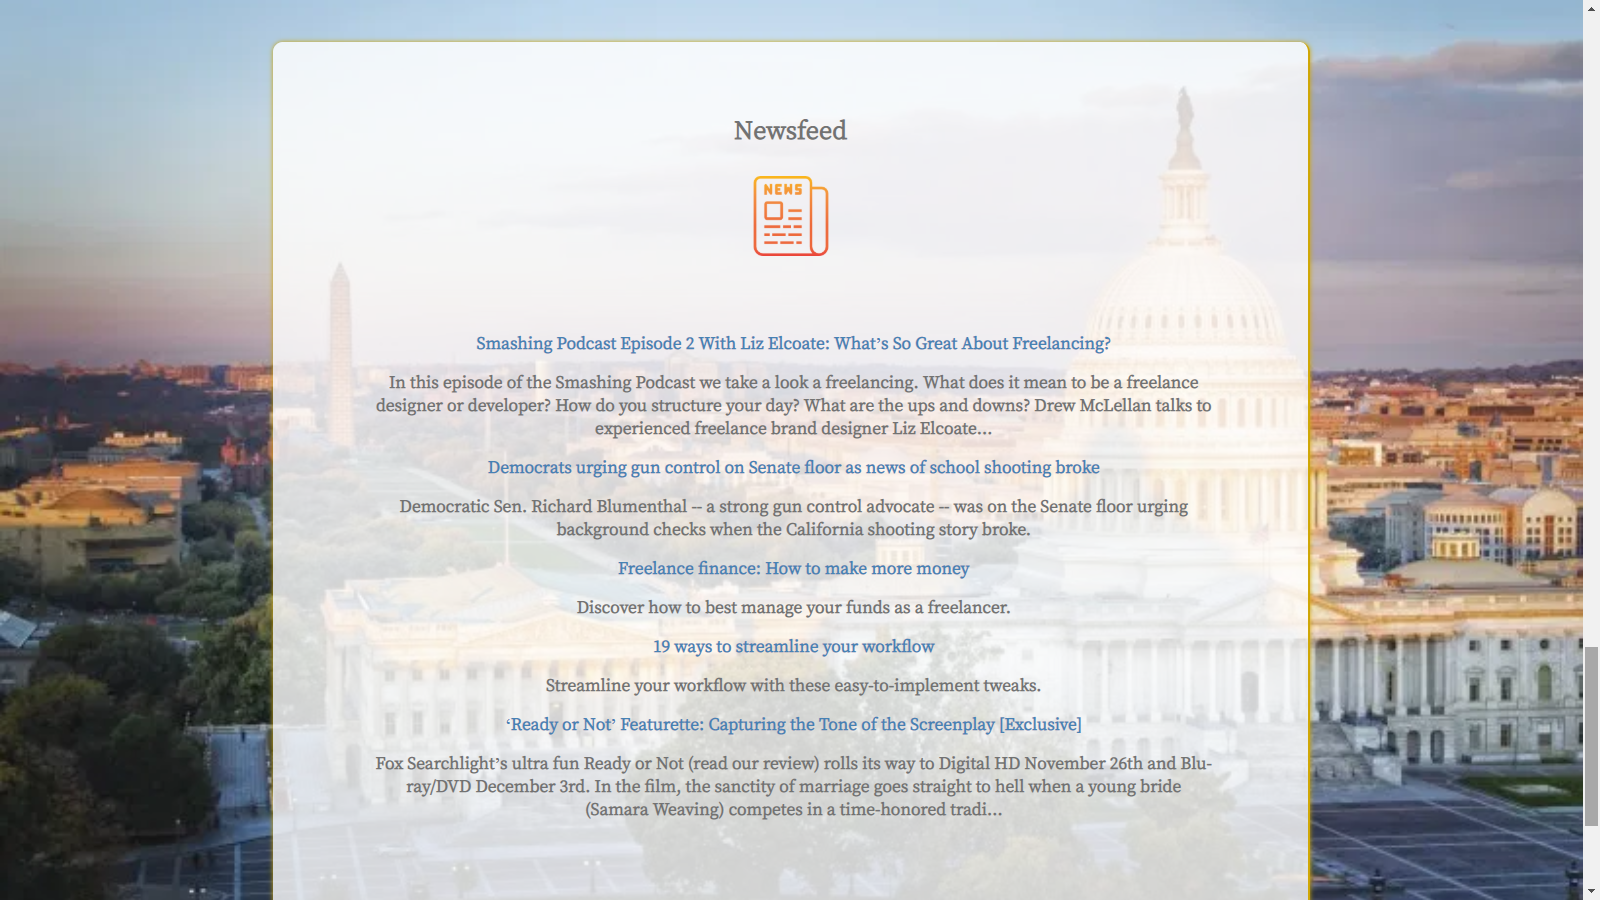 Newsfeed
NEWS
Smashing Podcast Episode 2 With Liz Elcoate: What’s So Great About Freelancing?
In this episode of the Smashing Podcast we take a look a freelancing. What does it mean to be a freelance
designer or developer? How do you structure your day? What are the ups and downs? Drew McLellan talks to
experienced freelance brand designer Liz Elcoate…
Democrats urging gun control on Senate floor as news of school shooting broke
Democratic Sen. Richard Blumenthal -- a strong gun control advocate -- was on the Senate floor urging
background checks when the California shooting story broke.
Freelance finance: How to make more money
Discover how to best manage your funds as a freelancer.
19 ways to streamline your workflow
Streamline your workflow with these easy-to-implement tweaks.
‘Ready or Not’ Featurette: Capturing the Tone of the Screenplay [Exclusive]
Fox Searchlight’s ultra fun Ready or Not (read our review) rolls its way to Digital HD November 26th and Blu-
ray/DVD December 3rd. In the film, the sanctity of marriage goes straight to hell when a young bride
(Samara Weaving) competes in a time-honored tradi…